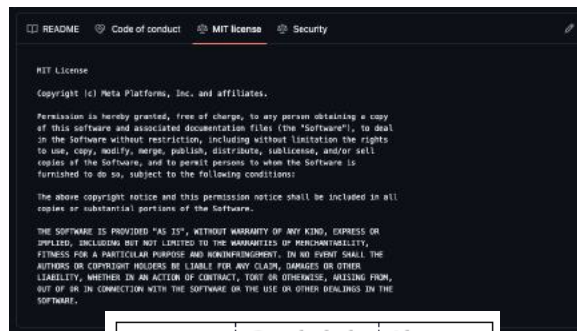 README Code of conduct MIT license Security
MIT License
Copyright (c) Meta Platforms, Inc. and affiliates.
Permission is hereby granted, free of charge, to any person obtaining a copy
of this software and associated documentation files (the "Software"), to deal
in the Software without restriction, including without limitation the rights
to use, copy, modify, merge, publish, distribute, sublicense, and/or sell
copies of the Software, and to permit persons to whom the Software is
furnished to do so, subject to the following conditions:
The above copyright notice and this permission notice shall be included in all
copies or substantial portions of the Software.
THE SOFTWARE IS PROVIDED "AS IS", WITHOUT WARRANTY OF ANY KIND, EXPRESS OR
IMPLIED, INCLUDING BUT NOT LIMITED TO THE WARRANTIES OF MERCHANTABILITY,
FITNESS FOR A PARTICULAR PURPOSE AND NONINFRINGEMENT. IN NO EVENT SHALL THE
AUTHORS OR COPYRIGHT HOLDERS BE LIABLE FOR ANY CLAIM, DAMAGES OR OTHER
LIABILITY, WHETHER IN AN ACTION OF CONTRACT, TORT OR OTHERWISE, ARISING FROM,
OUT OF OR IN CONNECTION WITH THE SOFTWARE OR THE USE OR OTHER DEALINGS IN THE
SOFTWARE.